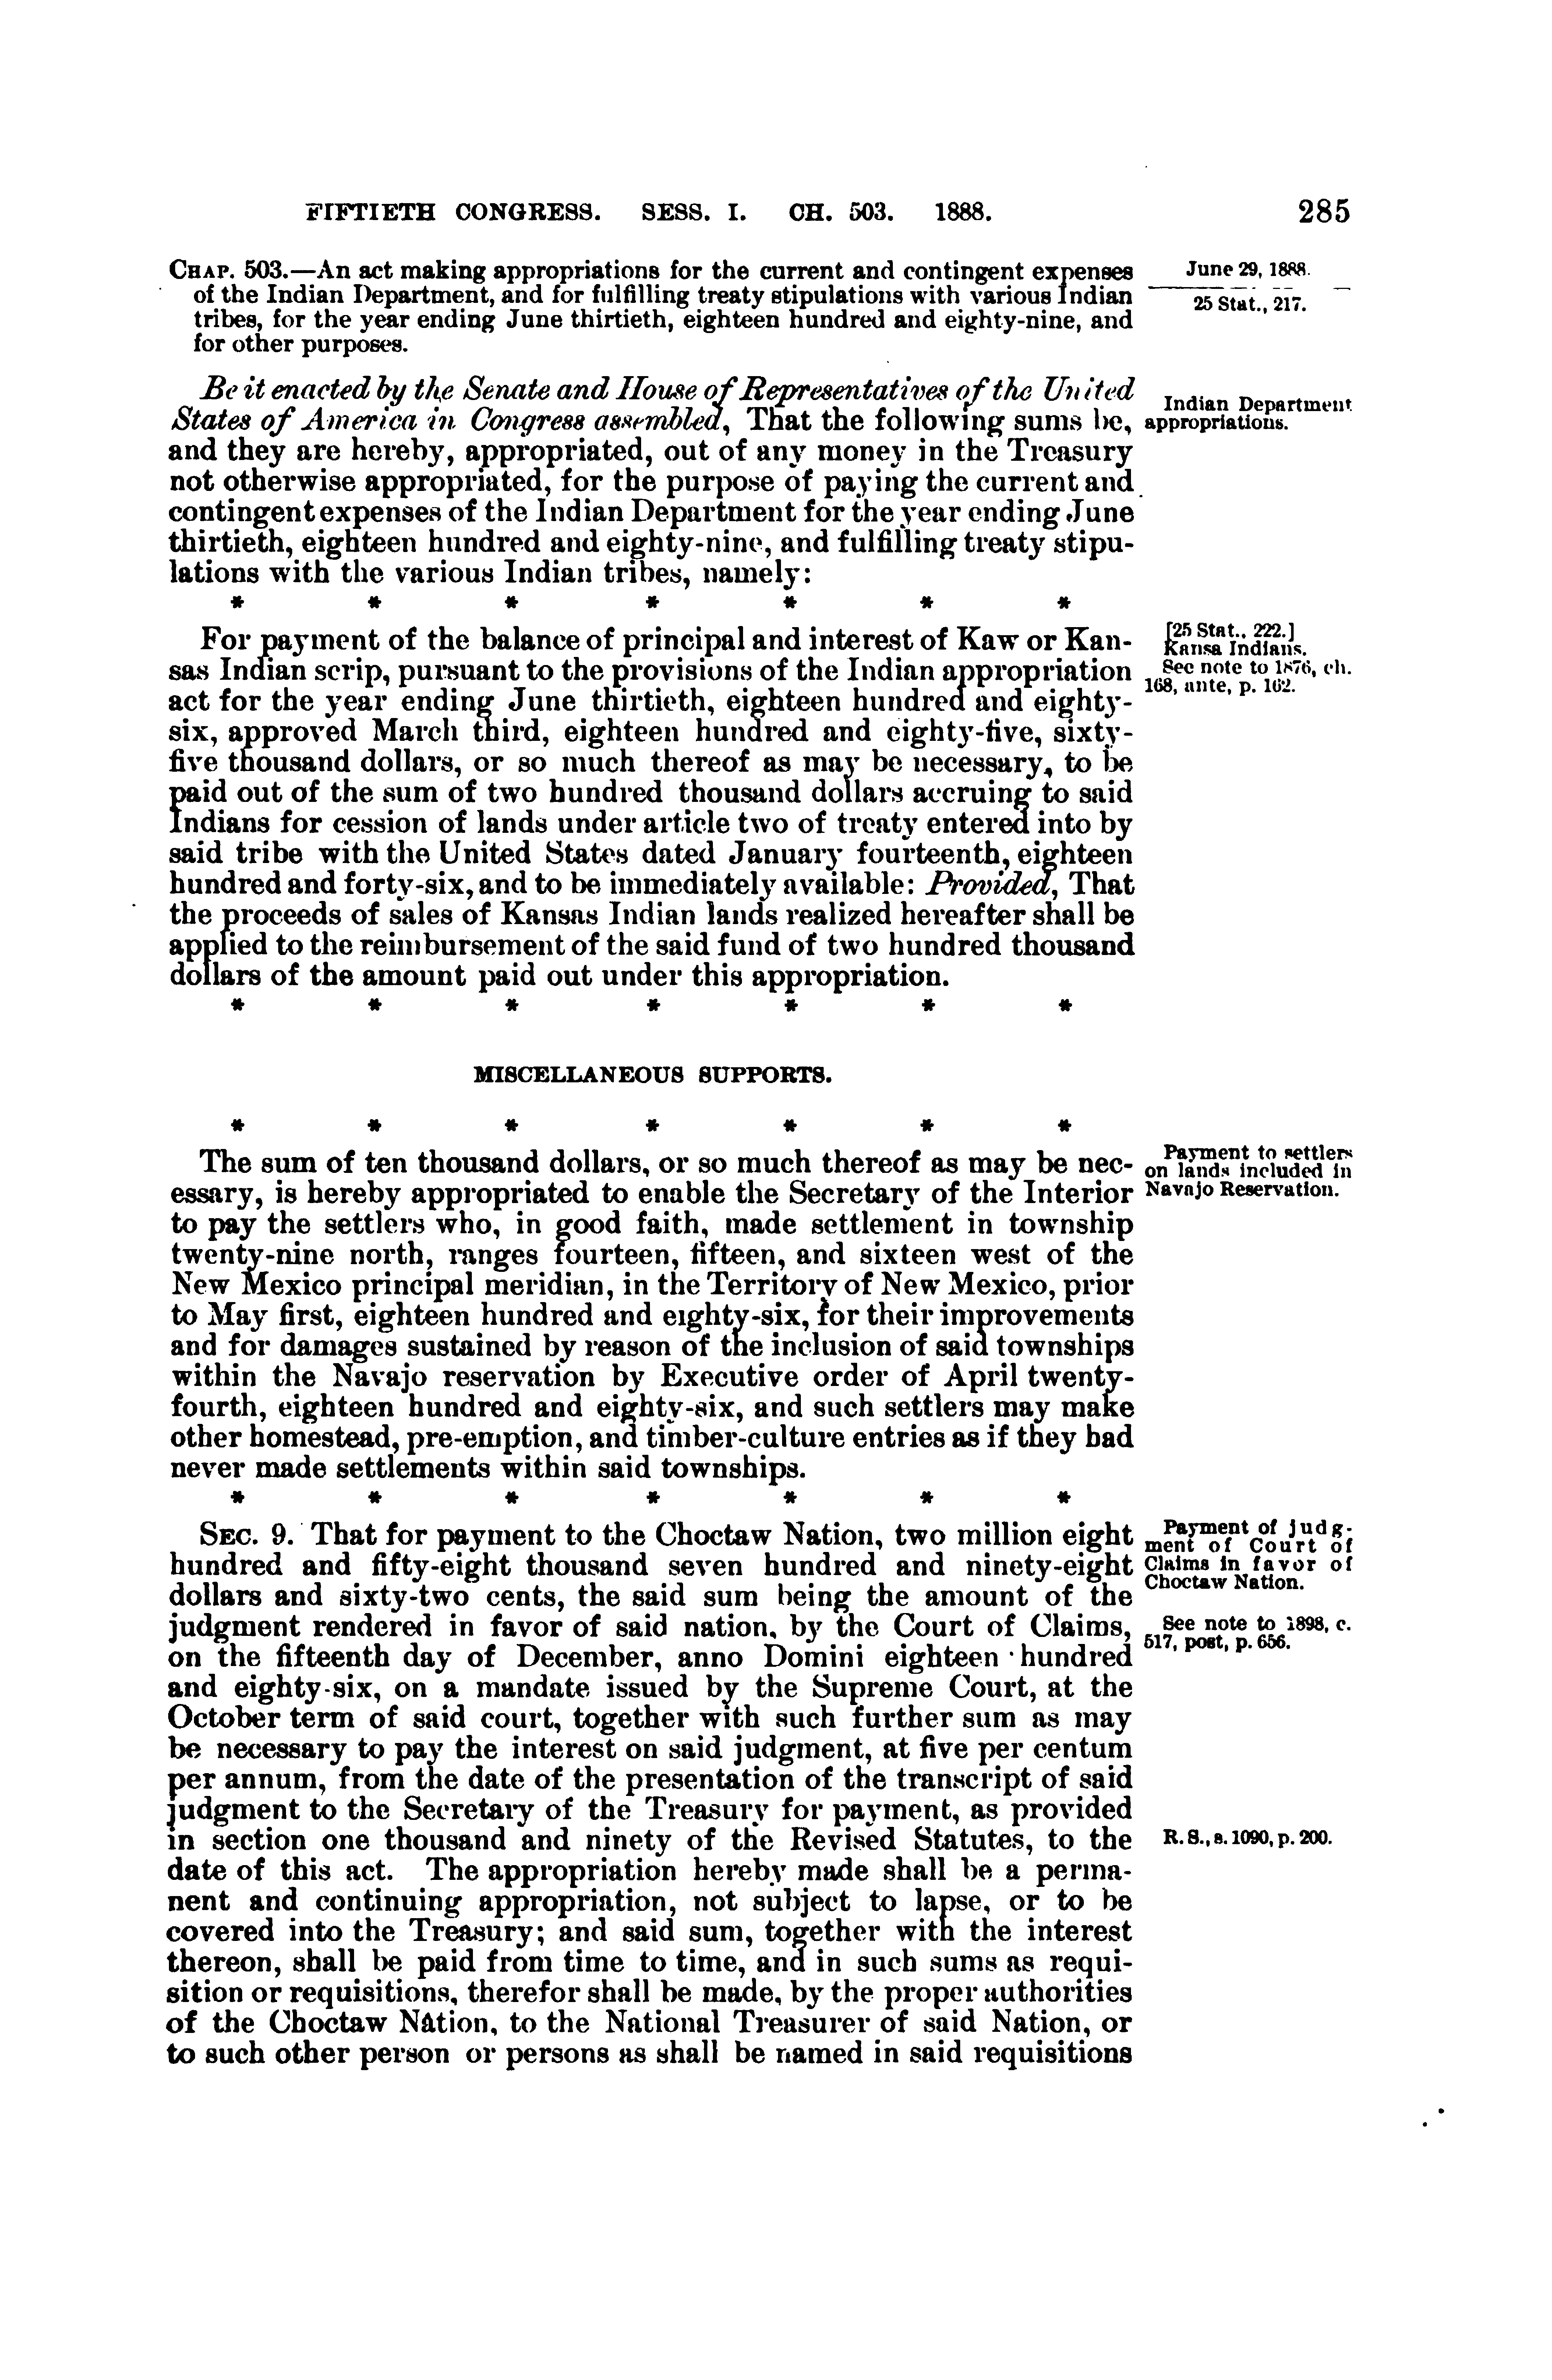 FIFTIETH CONGRESS. SESS. I. CH. 503. 1888.
285
CHAP. 503.—An act making appropriations for the current and contingent expenses
of the Indian Department, and for fulfilling treaty stipulations with various Indian
tribes, for the year ending June thirtieth, eighteen hundred and eighty-nine, and
for other purposes.
June 29, 1888.
25 Stat., 217.
Be it enacted by the Senate and House of Representatives of the United
States of America in Congress assembled, That the following sums be,
and they are hereby, appropriated, out of any money in the Treasury
not otherwise appropriated, for the purpose of paying the current and
contingent expenses of the Indian Department for the year ending June
thirtieth, eighteen hundred and eighty-nine, and fulfilling treaty stipu-
lations with the various Indian tribes, namely:
Indian Department
appropriations.
* * * * * * *
For payment of the balance of principal and interest of Kaw or Kan-
sas Indian scrip, pursuant to the provisions of the Indian appropriation
act for the year ending June thirtieth, eighteen hundred and eighty-
six, approved March third, eighteen hundred and eighty-five, sixty-
five thousand dollars, or so much thereof as may be necessary, to be
paid out of the sum of two hundred thousand dollars accruing to said
Indians for cession of lands under article two of treaty entered into by
said tribe with the United States dated January fourteenth, eighteen
hundred and forty-six, and to be immediately available: Provided, That
the proceeds of sales of Kansas Indian lands realized hereafter shall be
applied to the reimbursement of the said fund of two hundred thousand
dollars of the amount paid out under this appropriation.
[25 Stat., 222.]
Kansa Indians.
See note to 1876, ch.
168, ante, p. 162.
* * * * * * *
MISCELLANEOUS SUPPORTS.
* * * * * * *
The sum of ten thousand dollars, or so much thereof as may be nec-
essary, is hereby appropriated to enable the Secretary of the Interior
to pay the settlers who, in good faith, made settlement in township
twenty-nine north, ranges fourteen, fifteen, and sixteen west of the
New Mexico principal meridian, in the Territory of New Mexico, prior
to May first, eighteen hundred and eighty-six, for their improvements
and for damages sustained by reason of the inclusion of said townships
within the Navajo reservation by Executive order of April twenty-
fourth, eighteen hundred and eighty-six, and such settlers may make
other homestead, pre-emption, and timber-culture entries as if they had
never made settlements within said townships.
Payment to settlers
on lands included in
Navajo Reservation.
* * * * * * *
SEC. 9. That for payment to the Choctaw Nation, two million eight
hundred and fifty-eight thousand seven hundred and ninety-eight
dollars and sixty-two cents, the said sum being the amount of the
judgment rendered in favor of said nation, by the Court of Claims,
on the fifteenth day of December, anno Domini eighteen hundred
and eighty-six, on a mandate issued by the Supreme Court, at the
October term of said court, together with such further sum as may
be necessary to pay the interest on said judgment, at five per centum
per annum, from the date of the presentation of the transcript of said
judgment to the Secretary of the Treasury for payment, as provided
in section one thousand and ninety of the Revised Statutes, to the
date of this act. The appropriation hereby made shall be a perma-
nent and continuing appropriation, not subject to lapse, or to be
covered into the Treasury; and said sum, together with the interest
thereon, shall be paid from time to time, and in such sums as requi-
sition or requisitions, therefor shall be made, by the proper authorities
of the Choctaw Nation, to the National Treasurer of said Nation, or
to such other person or persons as shall be named in said requisitions
Payment of judg-
ment of Court of
Claims in favor of
Choctaw Nation.
See note to 1898, c.
517, post, p. 656.
R. S., s. 1090, p. 200.